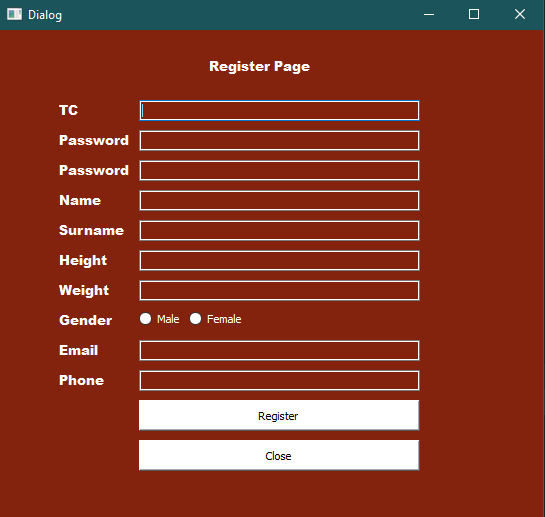 Dialog
Register Page
TC
Password
Password
Name
Surname
Height
Weight
Gender Male Female
Email
Phone
Register
Close